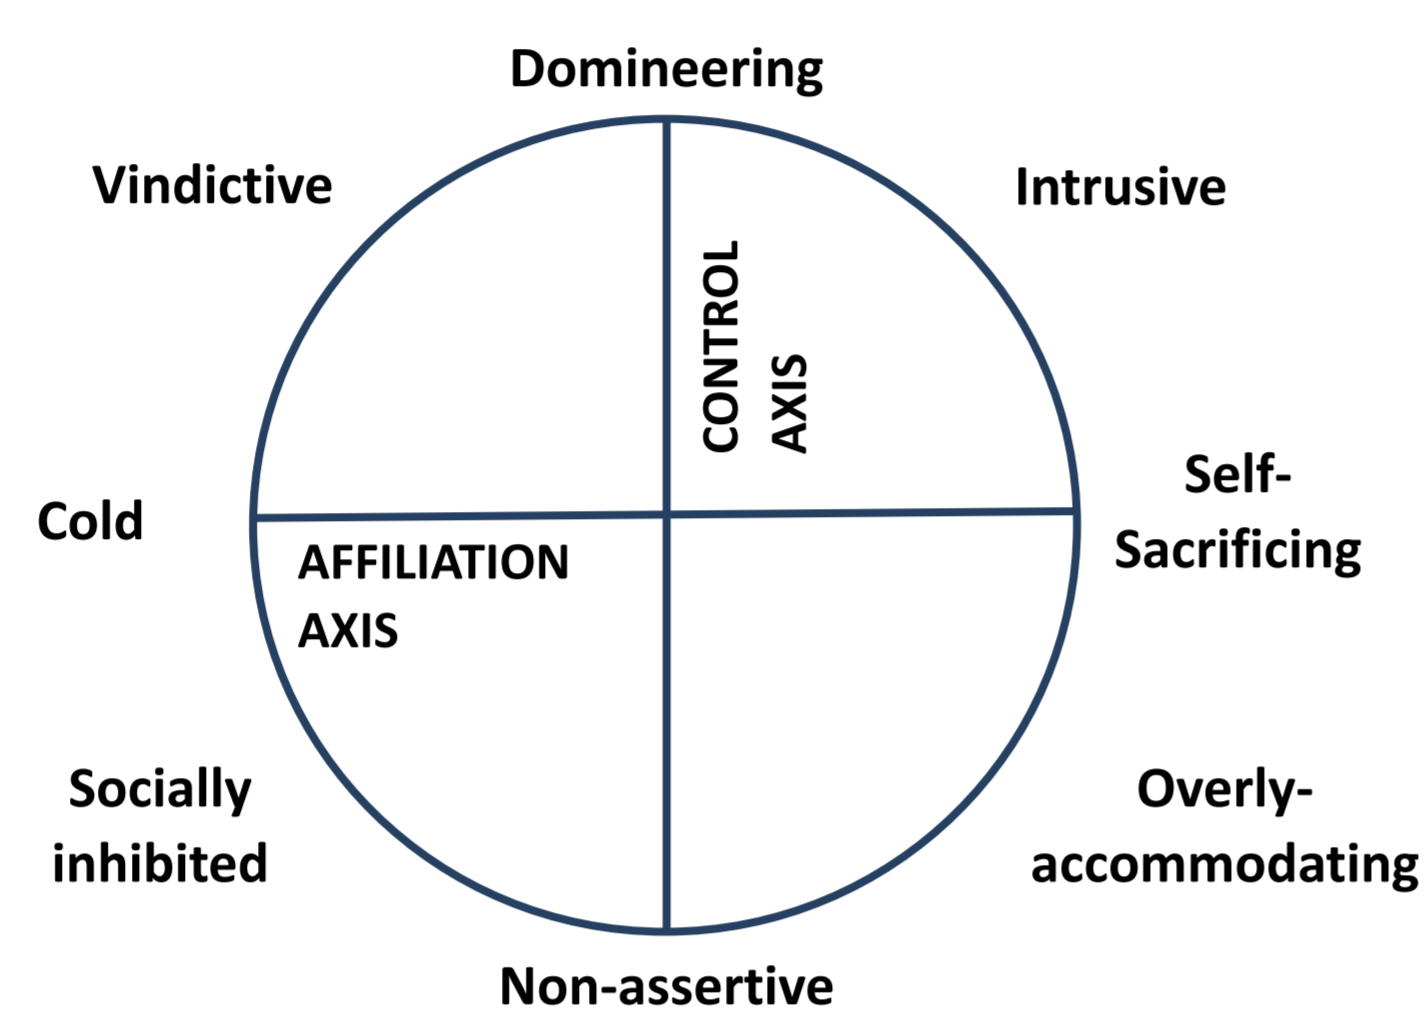 Domineering
Vindictive
Intrusive
CONTROL
AXIS
Cold
Self-
Sacrificing
AFFILIATION
AXIS
Socially
inhibited
Overly-
accommodating
Non-assertive